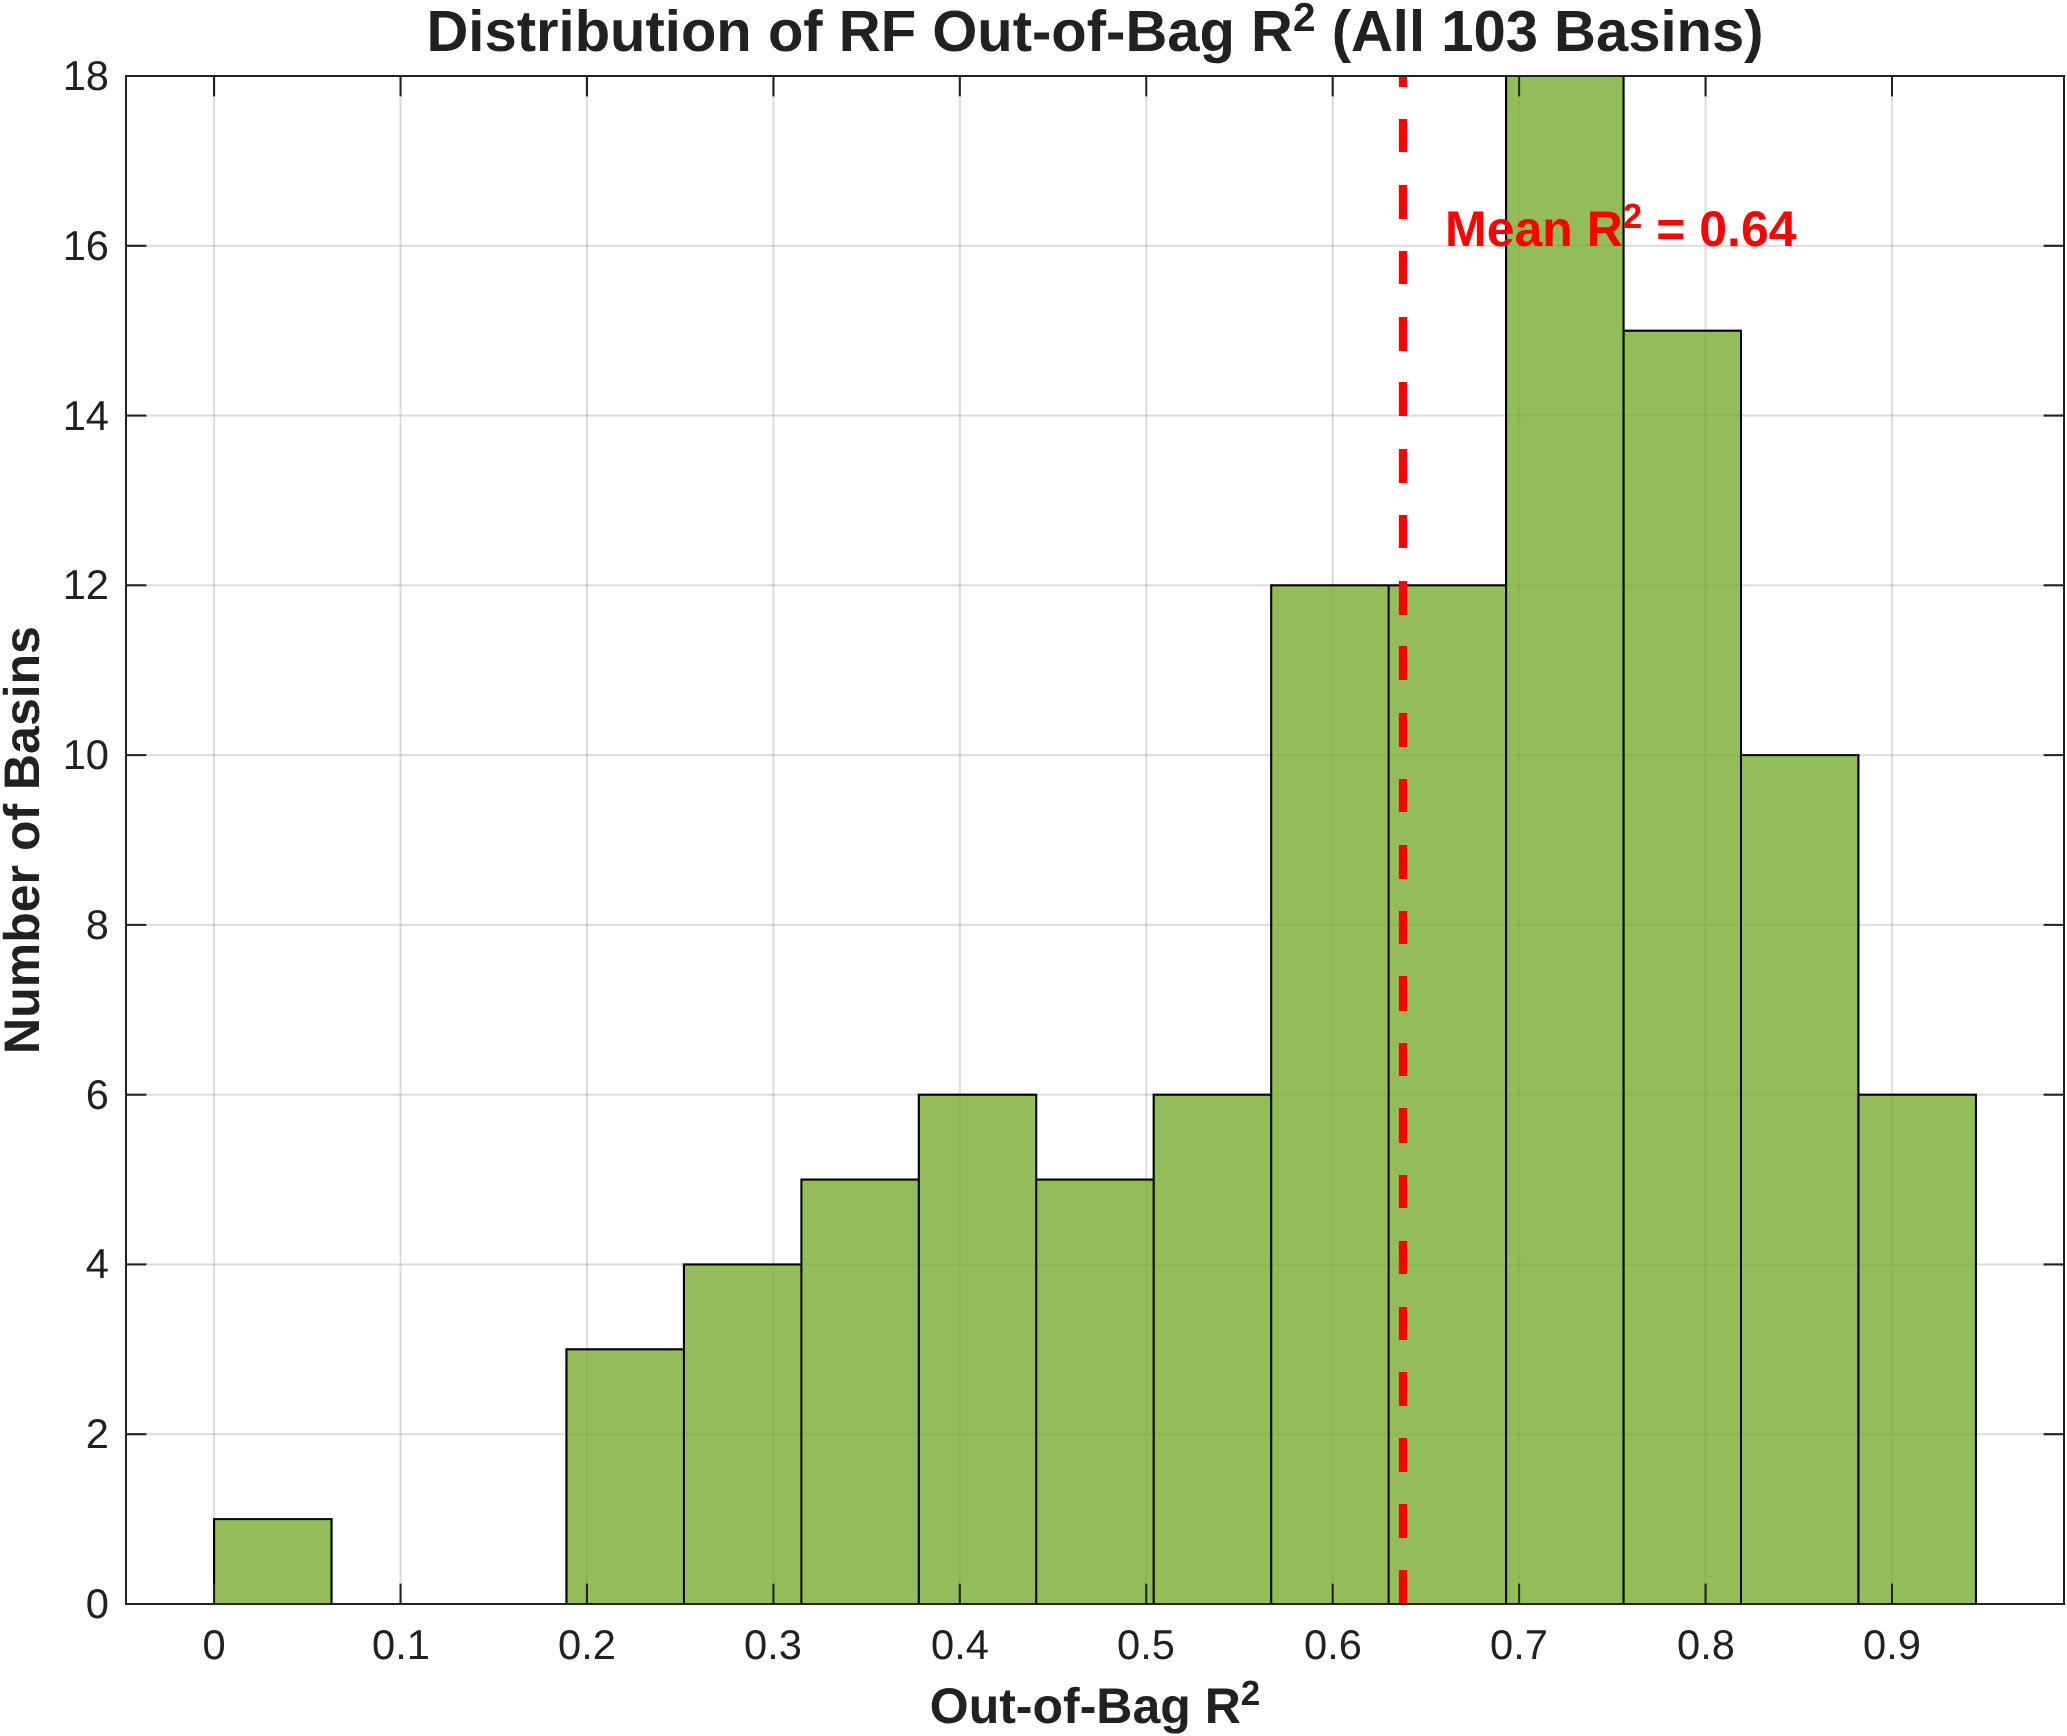 Distribution of RF Out-of-Bag R² (All 103 Basins)
18
16
14
12
10
8
6
4
2
0
Number of Basins
Mean R² = 0.64
0 0.1 0.2 0.3 0.4 0.5 0.6 0.7 0.8 0.9
Out-of-Bag R²